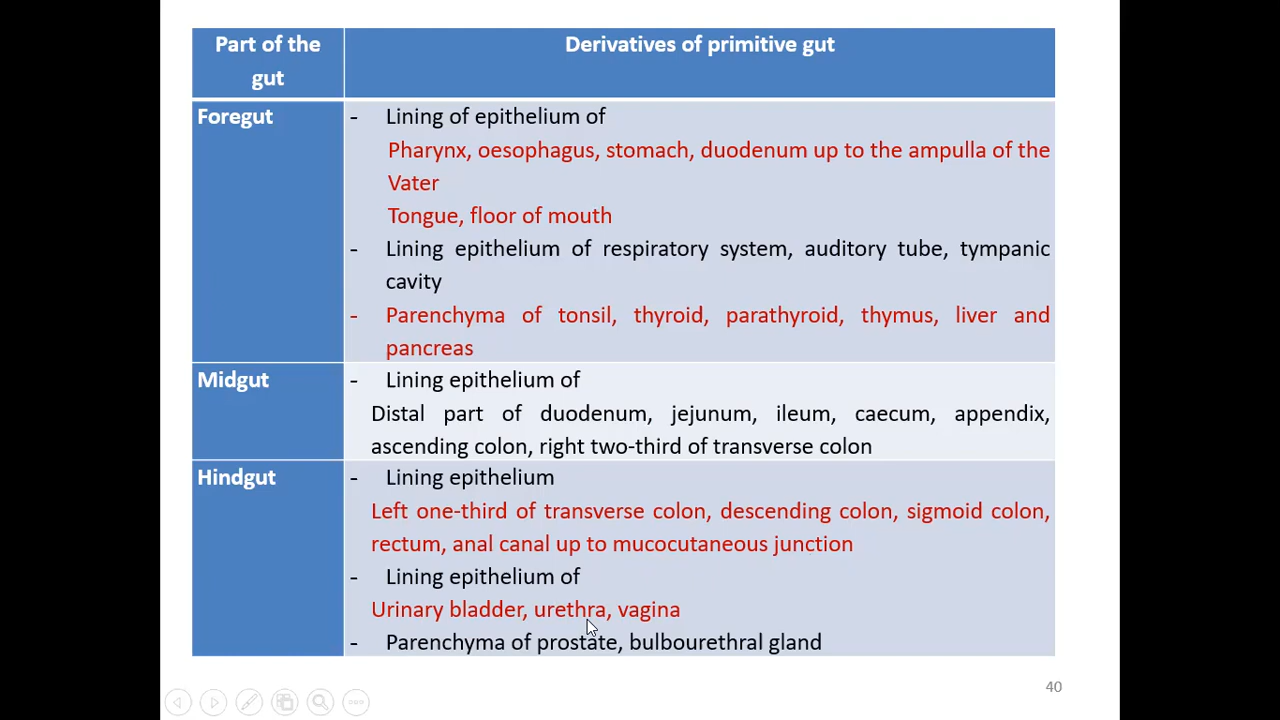 Part of the gut
Derivatives of primitive gut
Foregut
- Lining of epithelium of
Pharynx, oesophagus, stomach, duodenum up to the ampulla of the
Vater
Tongue, floor of mouth
- Lining epithelium of respiratory system, auditory tube, tympanic
cavity
- Parenchyma of tonsil, thyroid, parathyroid, thymus, liver and
pancreas
Midgut
- Lining epithelium of
Distal part of duodenum, jejunum, ileum, caecum, appendix,
ascending colon, right two-third of transverse colon
Hindgut
- Lining epithelium
Left one-third of transverse colon, descending colon, sigmoid colon,
rectum, anal canal up to mucocutaneous junction
- Lining epithelium of
Urinary bladder, urethra, vagina
- Parenchyma of prostate, bulbourethral gland
40